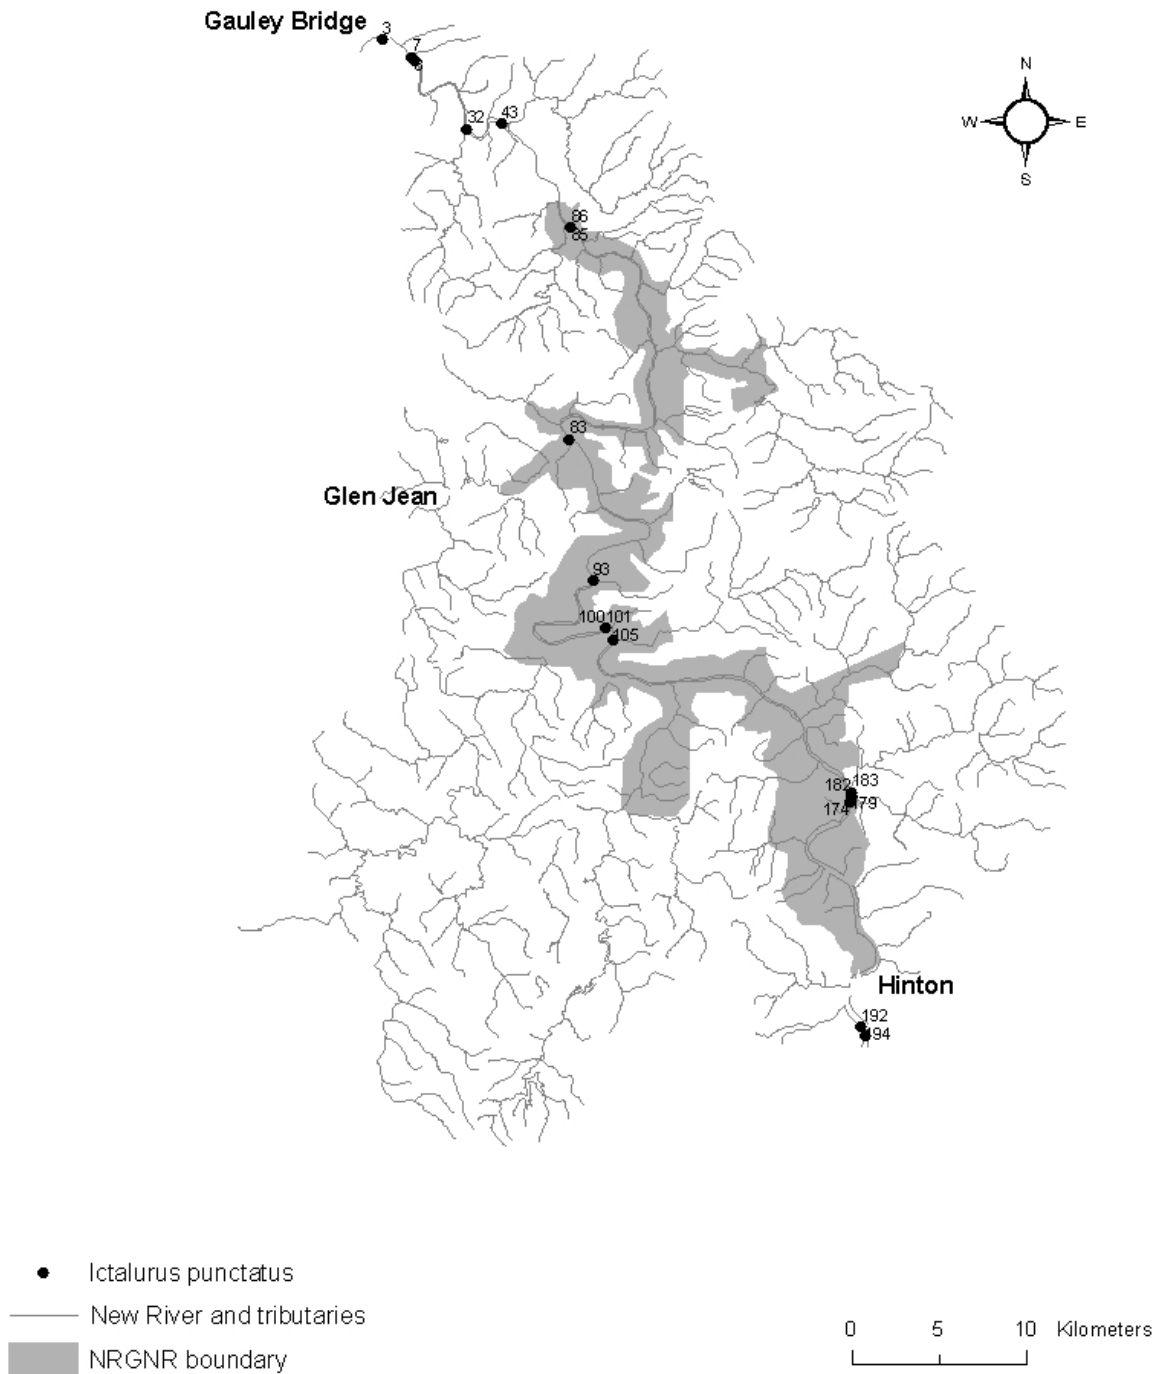 Gauley Bridge
3
7
N
W E
S
32 43
86
85
83
Glen Jean
93
100101
105
182 183
174 179
Hinton
192
194
Ictalurus punctatus
New River and tributaries
NRGNR boundary
0 5 10 Kilometers